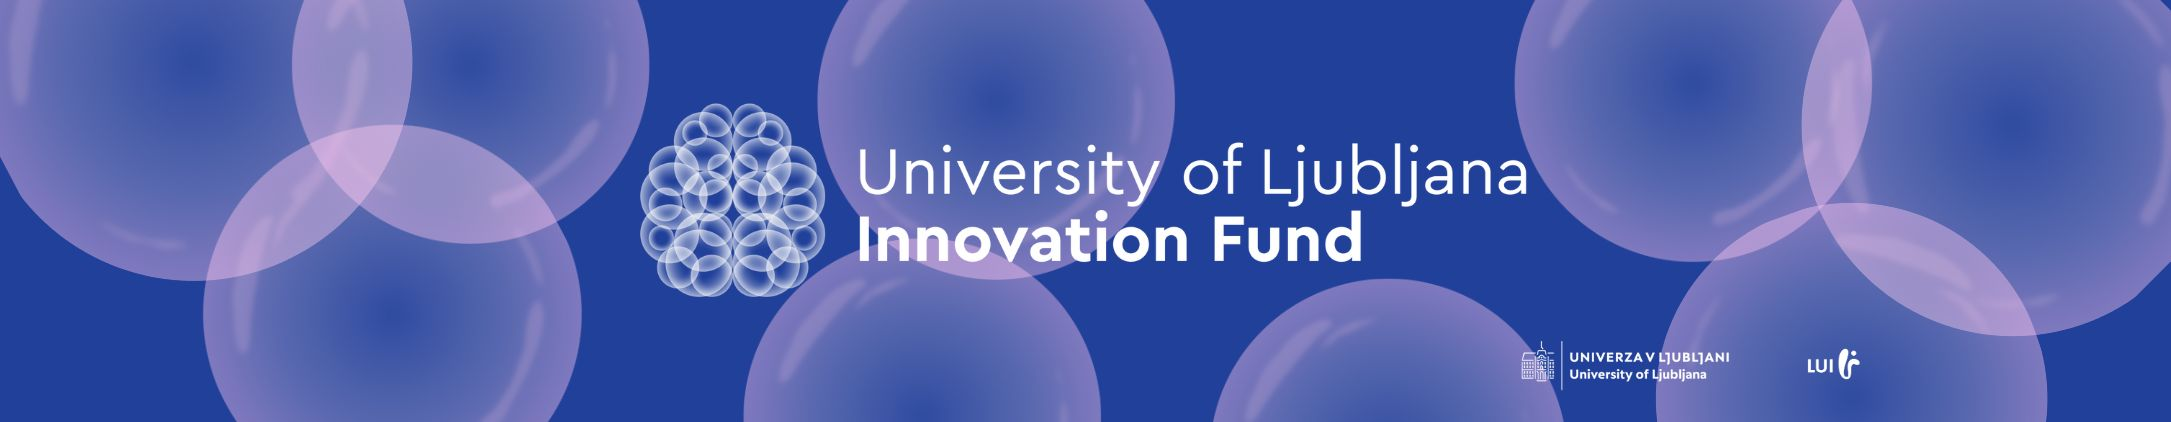 University of Ljubljana
Innovation Fund
UNIVERZA V LJUBLJANI
University of Ljubljana
LUI